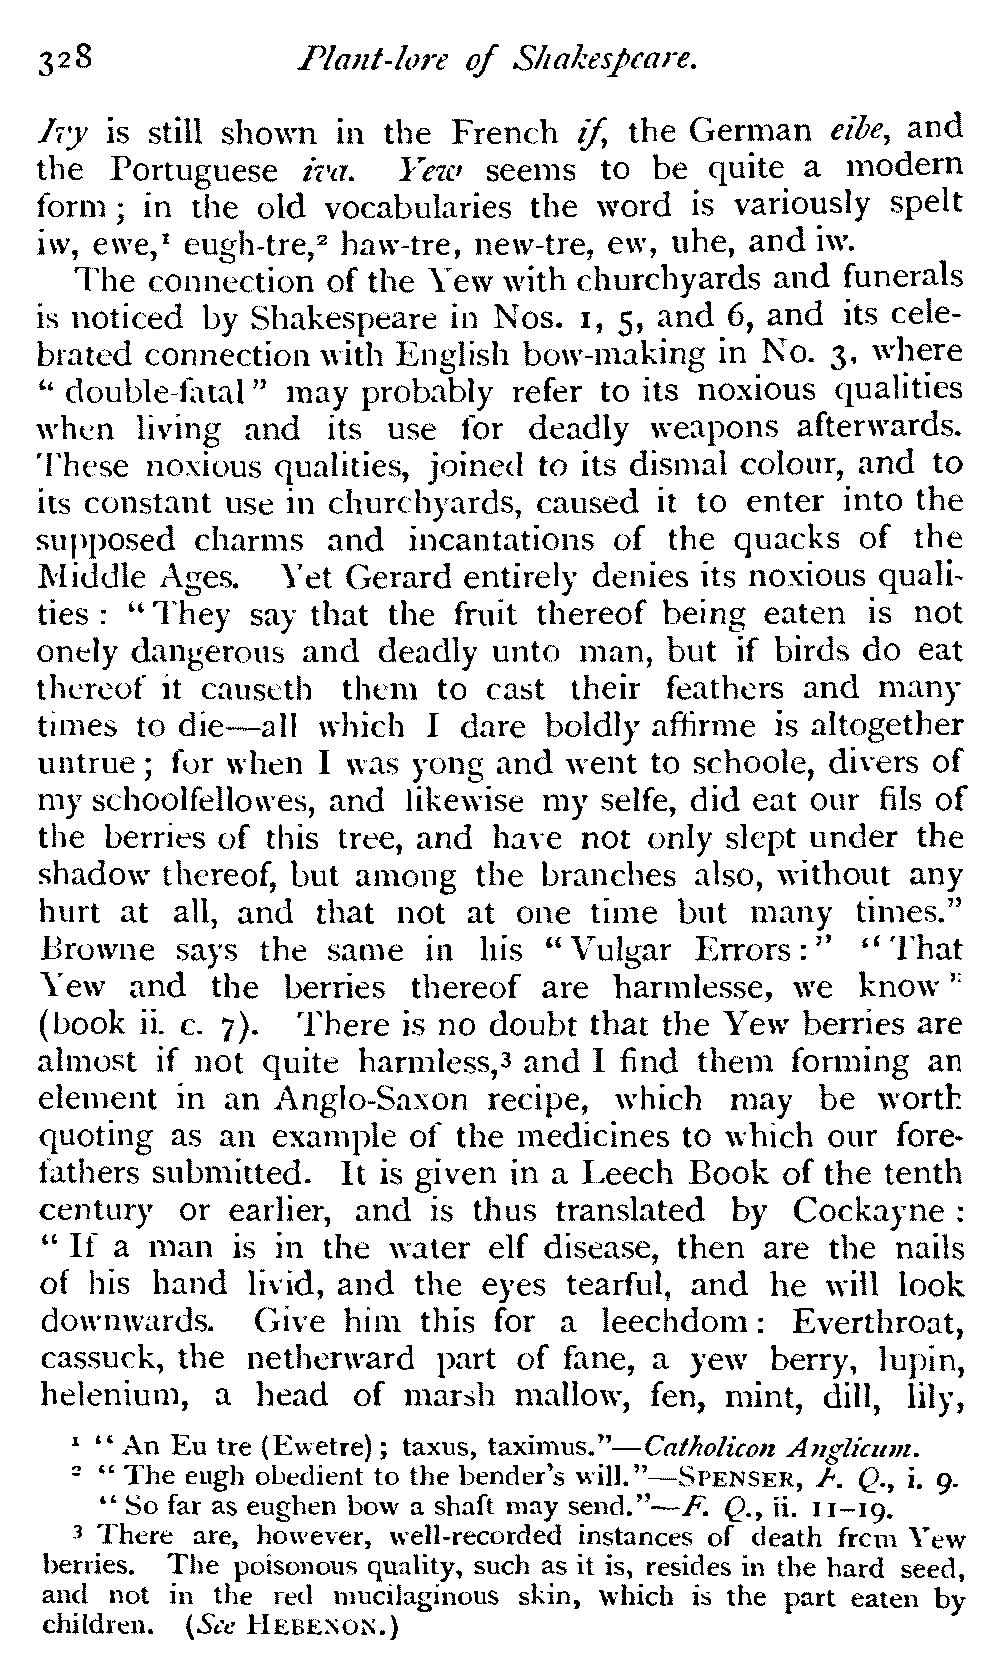 328 Plant-lore of Shakespeare.
Ivy is still shown in the French if, the German eibe, and
the Portuguese iva. Yew seems to be quite a modern
form; in the old vocabularies the word is variously spelt
iw, ewe,¹ eugh-tre,² haw-tre, new-tre, ew, uhe, and iw.
The connection of the Yew with churchyards and funerals
is noticed by Shakespeare in Nos. 1, 5, and 6, and its cele-
brated connection with English bow-making in No. 3, where
“double-fatal” may probably refer to its noxious qualities
when living and its use for deadly weapons afterwards.
These noxious qualities, joined to its dismal colour, and to
its constant use in churchyards, caused it to enter into the
supposed charms and incantations of the quacks of the
Middle Ages. Yet Gerard entirely denies its noxious quali-
ties: “They say that the fruit thereof being eaten is not
onely dangerous and deadly unto man, but if birds do eat
thereof it causeth them to cast their feathers and many
times to die—all which I dare boldly affirme is altogether
untrue; for when I was yong and went to schoole, divers of
my schoolfellowes, and likewise my selfe, did eat our fils of
the berries of this tree, and have not only slept under the
shadow thereof, but among the branches also, without any
hurt at all, and that not at one time but many times.”
Browne says the same in his “Vulgar Errors:” “That
Yew and the berries thereof are harmlesse, we know”
(book ii. c. 7). There is no doubt that the Yew berries are
almost if not quite harmless,³ and I find them forming an
element in an Anglo-Saxon recipe, which may be worth
quoting as an example of the medicines to which our fore-
fathers submitted. It is given in a Leech Book of the tenth
century or earlier, and is thus translated by Cockayne:
“If a man is in the water elf disease, then are the nails
of his hand livid, and the eyes tearful, and he will look
downwards. Give him this for a leechdom: Everthroat,
cassuck, the netherward part of fane, a yew berry, lupin,
helenium, a head of marsh mallow, fen, mint, dill, lily,
¹ “An Eu tre (Ewetre); taxus, taximus.”—Catholicon Anglicum.
² “The eugh obedient to the bender's will.”—SPENSER, F. Q., i. 9.
“So far as eughen bow a shaft may send.”—F. Q., ii. 11–19.
³ There are, however, well-recorded instances of death from Yew
berries. The poisonous quality, such as it is, resides in the hard seed,
and not in the red mucilaginous skin, which is the part eaten by
children. (See HEBENON.)